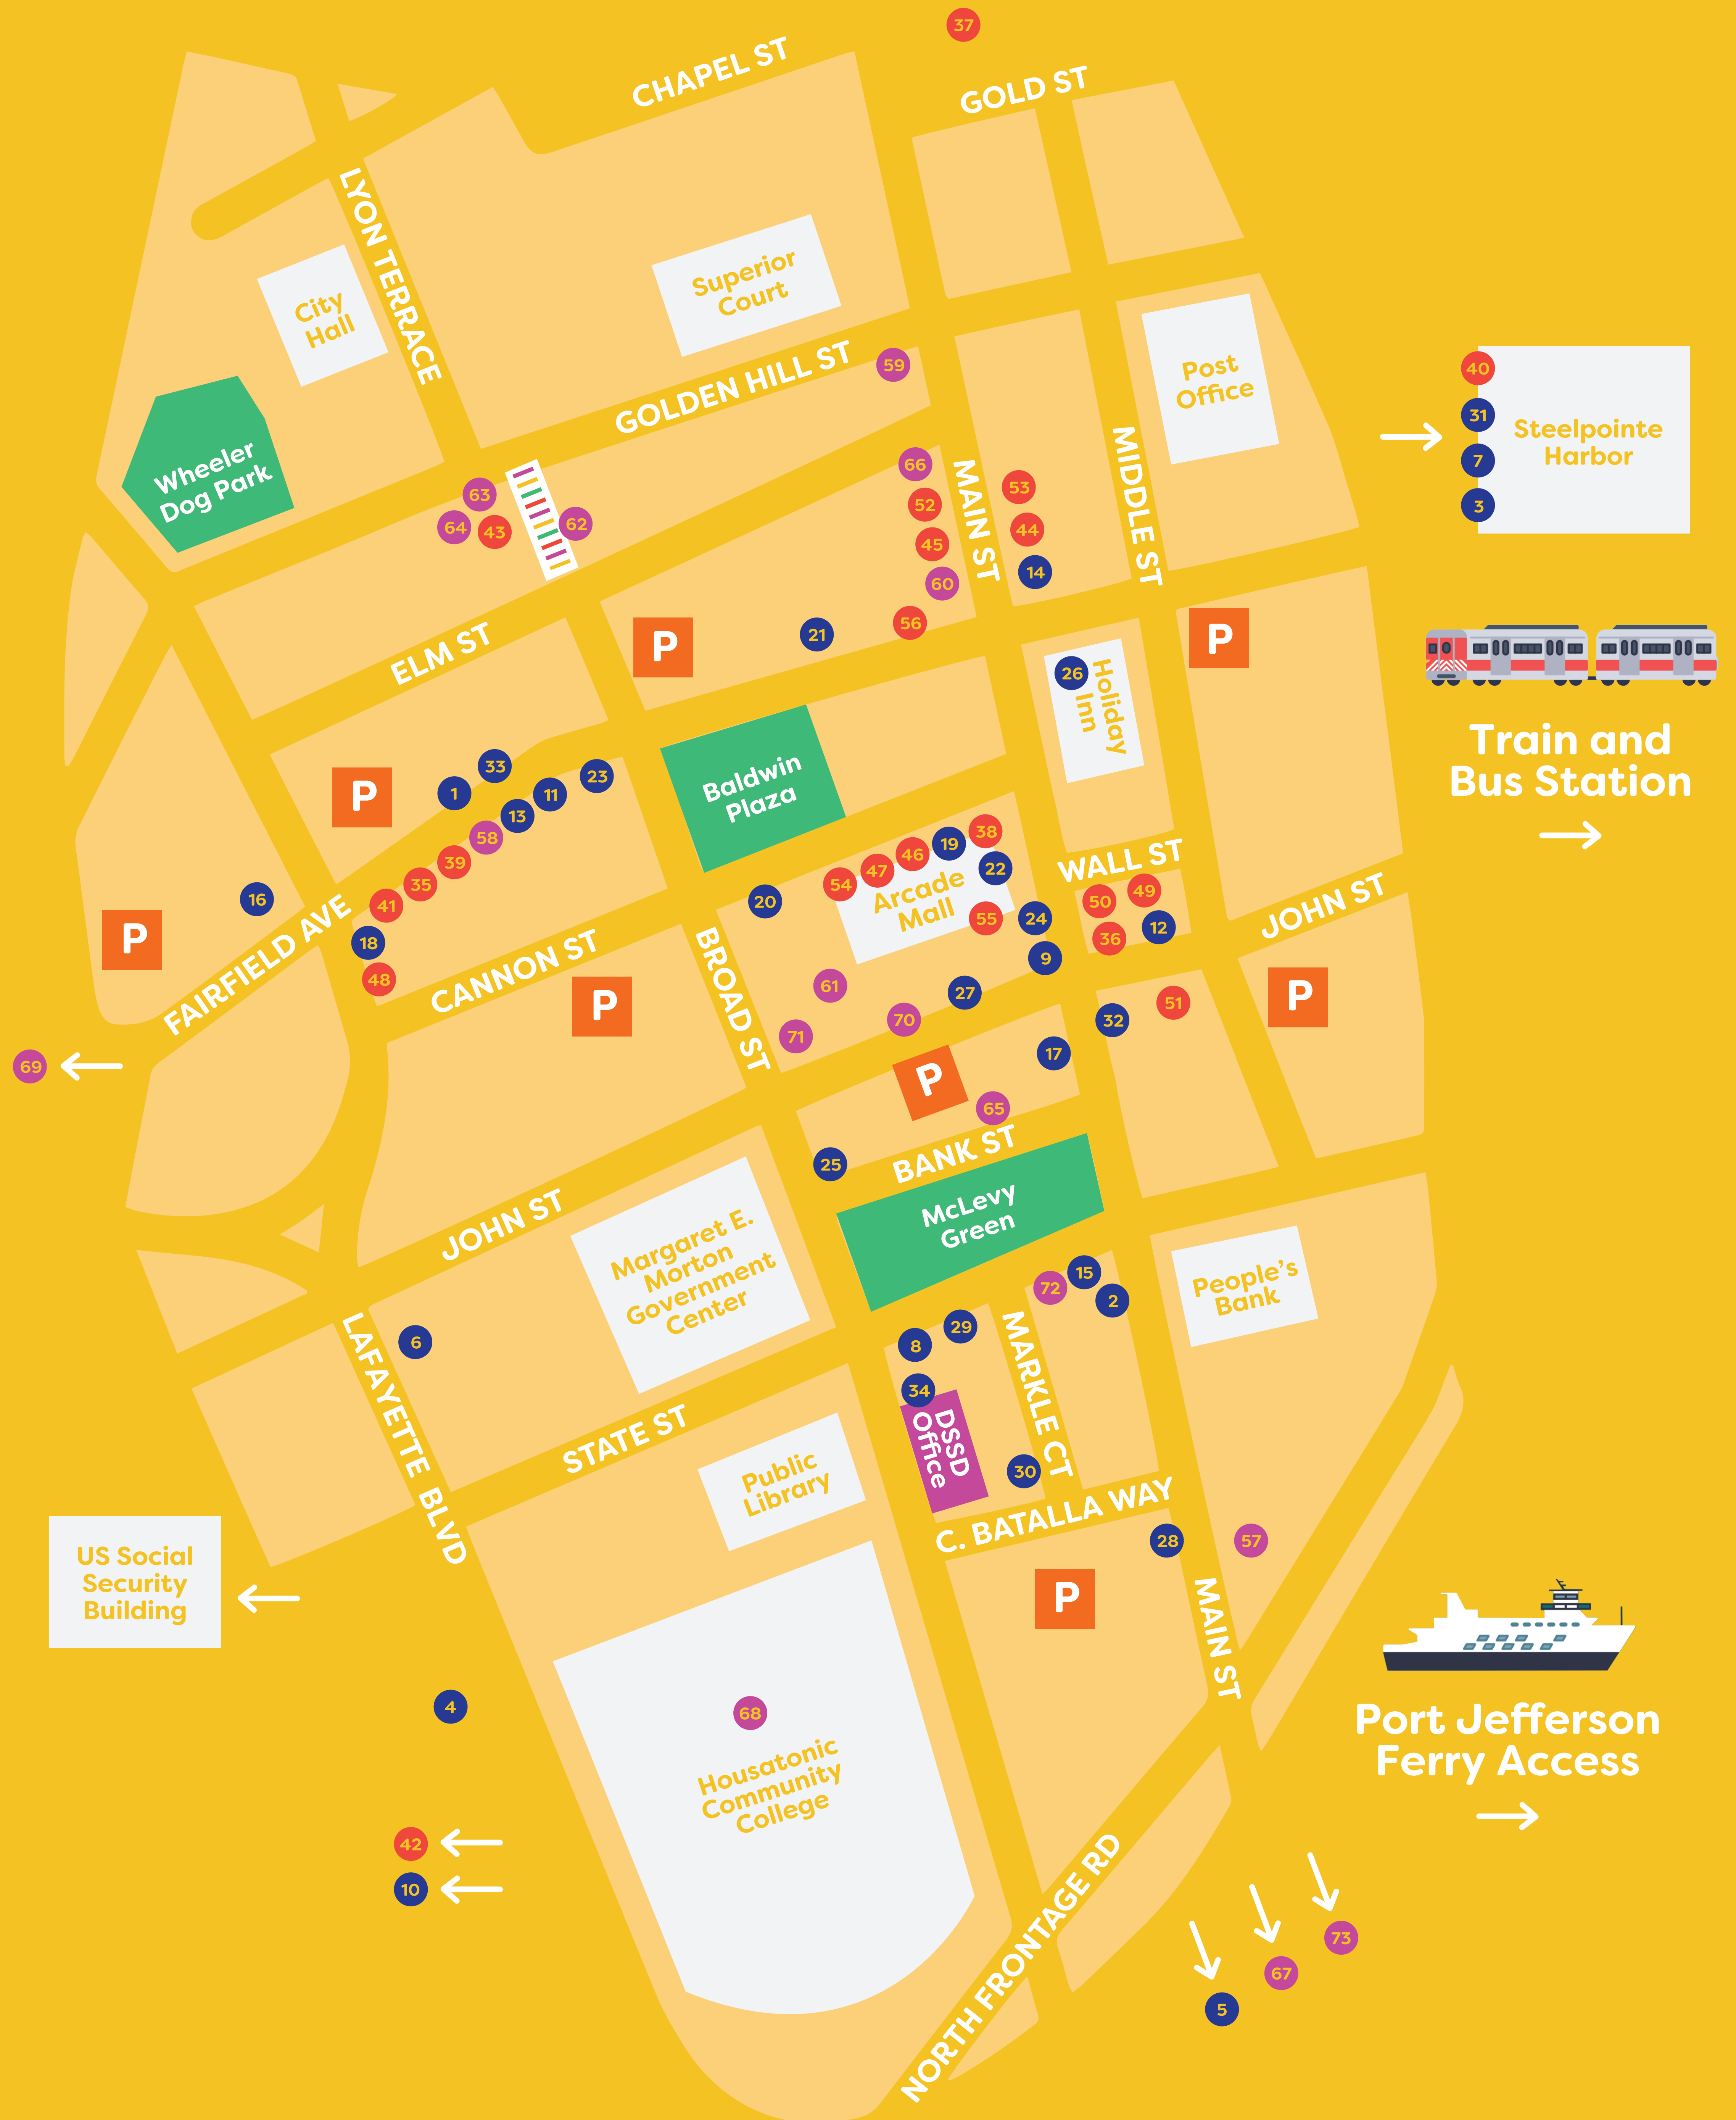 37
CHAPEL ST
GOLD ST
LYON TERRACE
City
Hall
Superior
Court
GOLDEN HILL ST
59
Post
Office
40
31
7
3
Steelpointe
Harbor
Wheeler
Dog Park
63
64
43
62
66
52
45
60
56
21
MAIN ST
53
44
14
MIDDLE ST
ELM ST
P
P
26
Holiday
Inn
Train and
Bus Station
33
1
23
11
13
58
39
35
41
18
48
P
Baldwin
Plaza
16
P
FAIRFIELD AVE
CANNON ST
P
BROAD ST
20
54
47
46
19
38
22
Arcade
Mall
55
24
9
WALL ST
50
49
36
12
JOHN ST
P
61
27
70
71
51
32
17
69
P
65
25
BANK ST
McLevy
Green
JOHN ST
Margaret E.
Morton
Government
Center
6
LAFAYETTE BLVD
STATE ST
72
15
2
29
8
34
DSSD
Office
MARKLE CT
30
People's
Bank
Public
Library
C. BATALLA WAY
28
57
P
MAIN ST
US Social
Security
Building
4
68
Housatonic
Community
College
Port Jefferson
Ferry Access
42
10
NORTH FRONTAGE RD
73
67
5